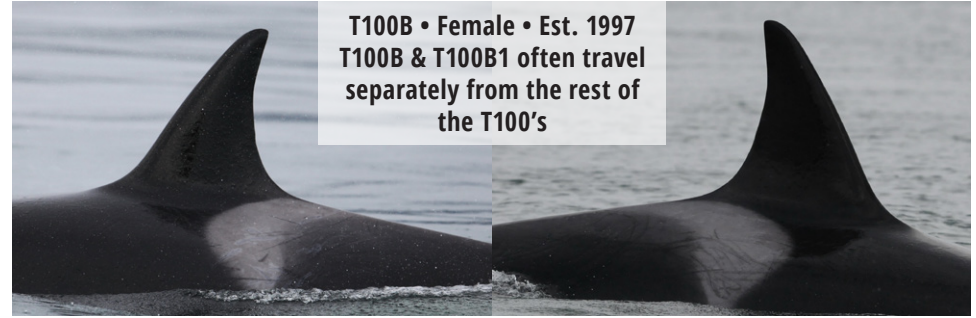 T100B • Female • Est. 1997
T100B & T100B1 often travel
separately from the rest of
the T100’s